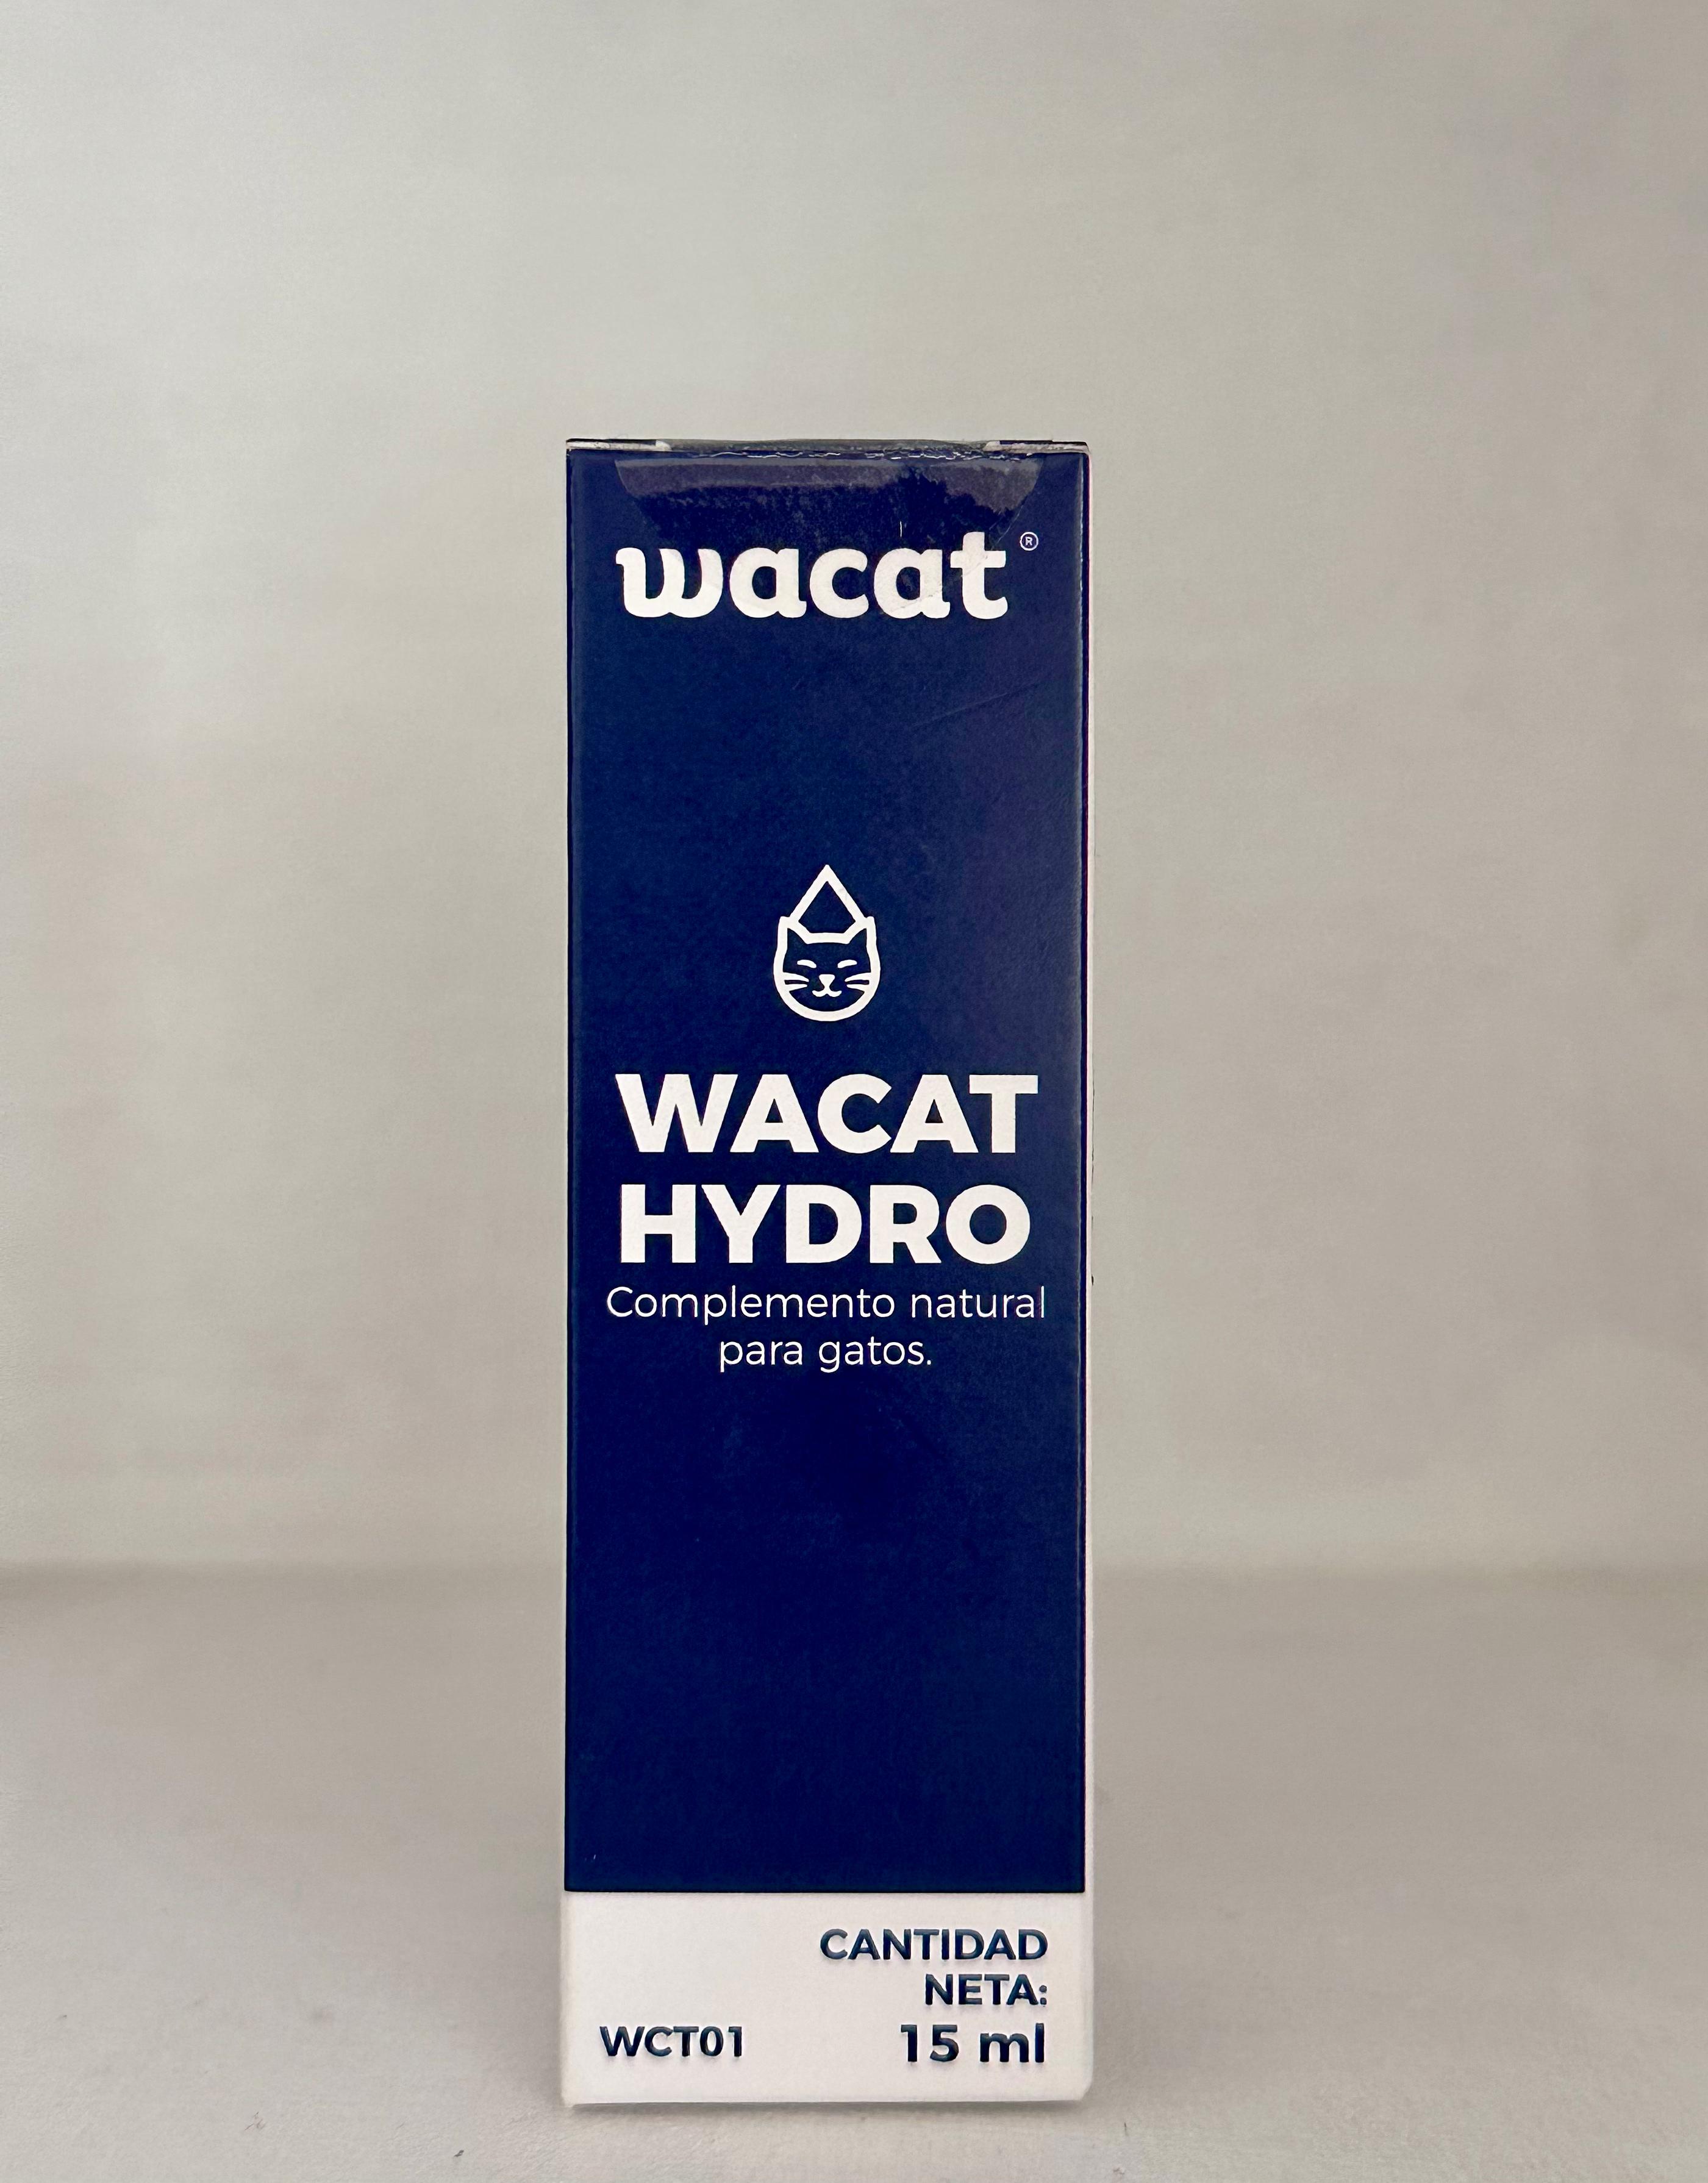 wacat®
WACAT
HYDRO
Complemento natural
para gatos.
CANTIDAD
NETA:
WCT01 15 ml